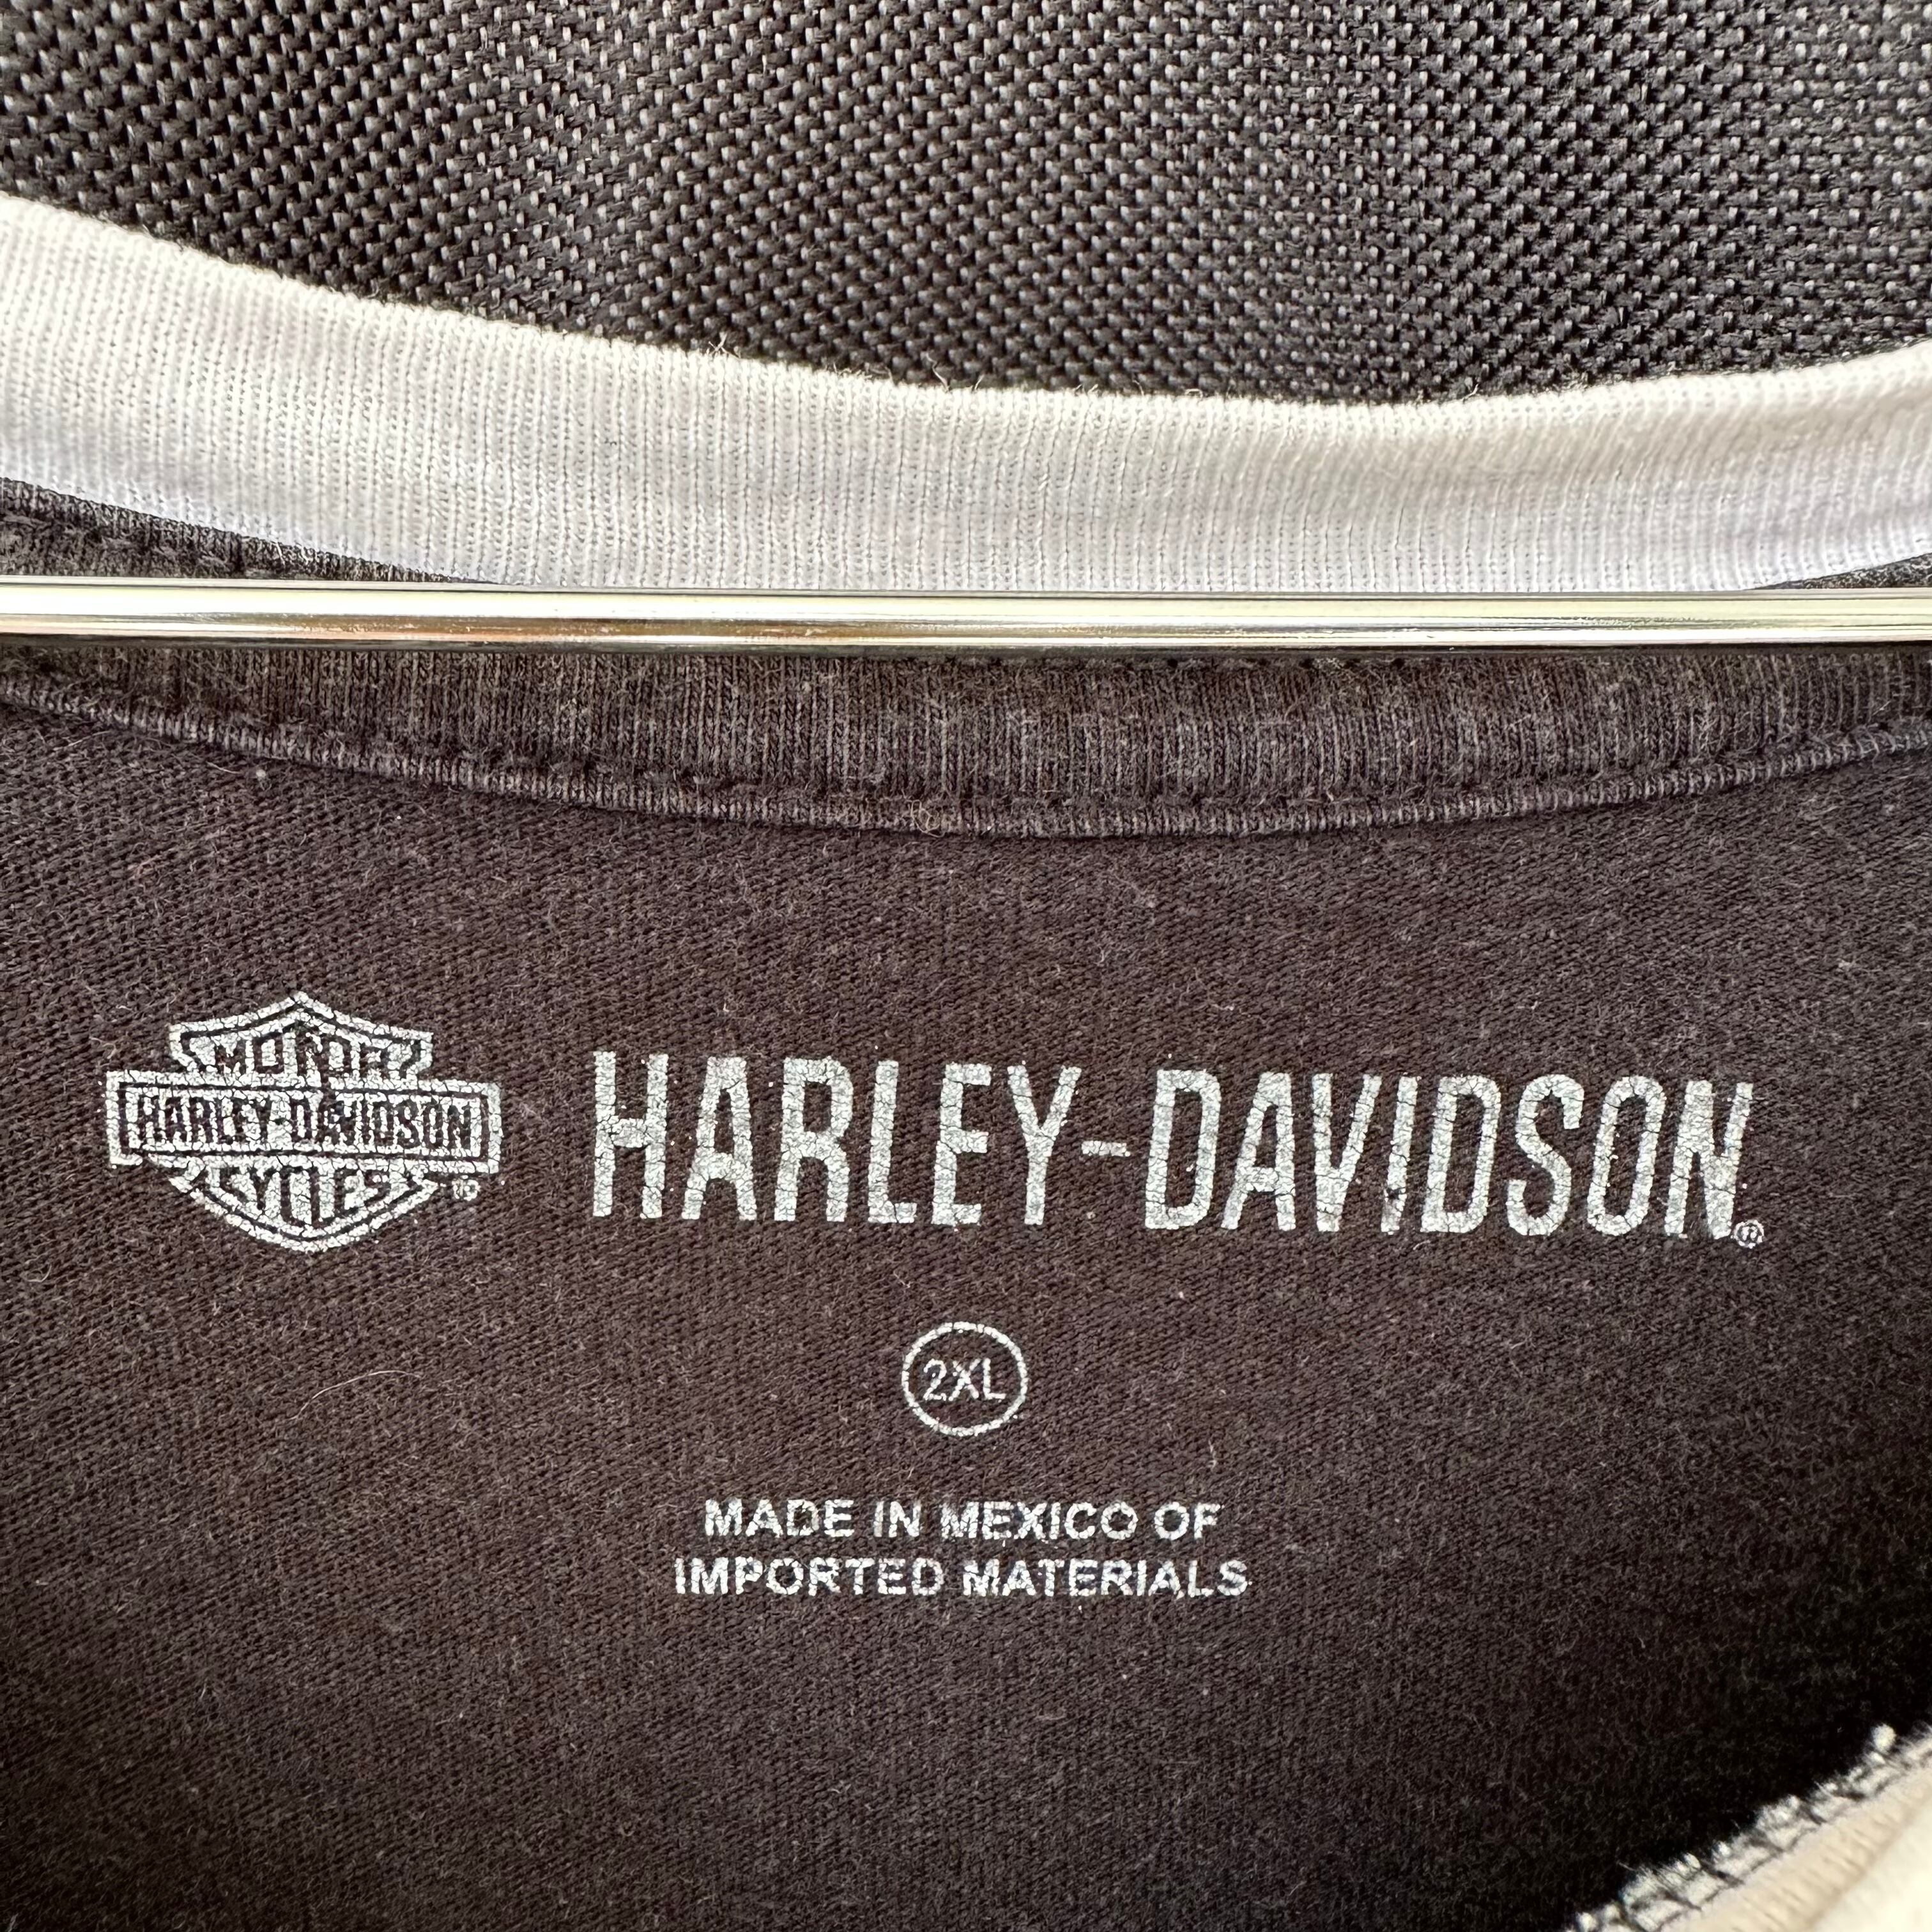 MOTOR
HARLEY-DAVIDSON
CYCLES
HARLEY-DAVIDSON®
2XL
MADE IN MEXICO OF
IMPORTED MATERIALS